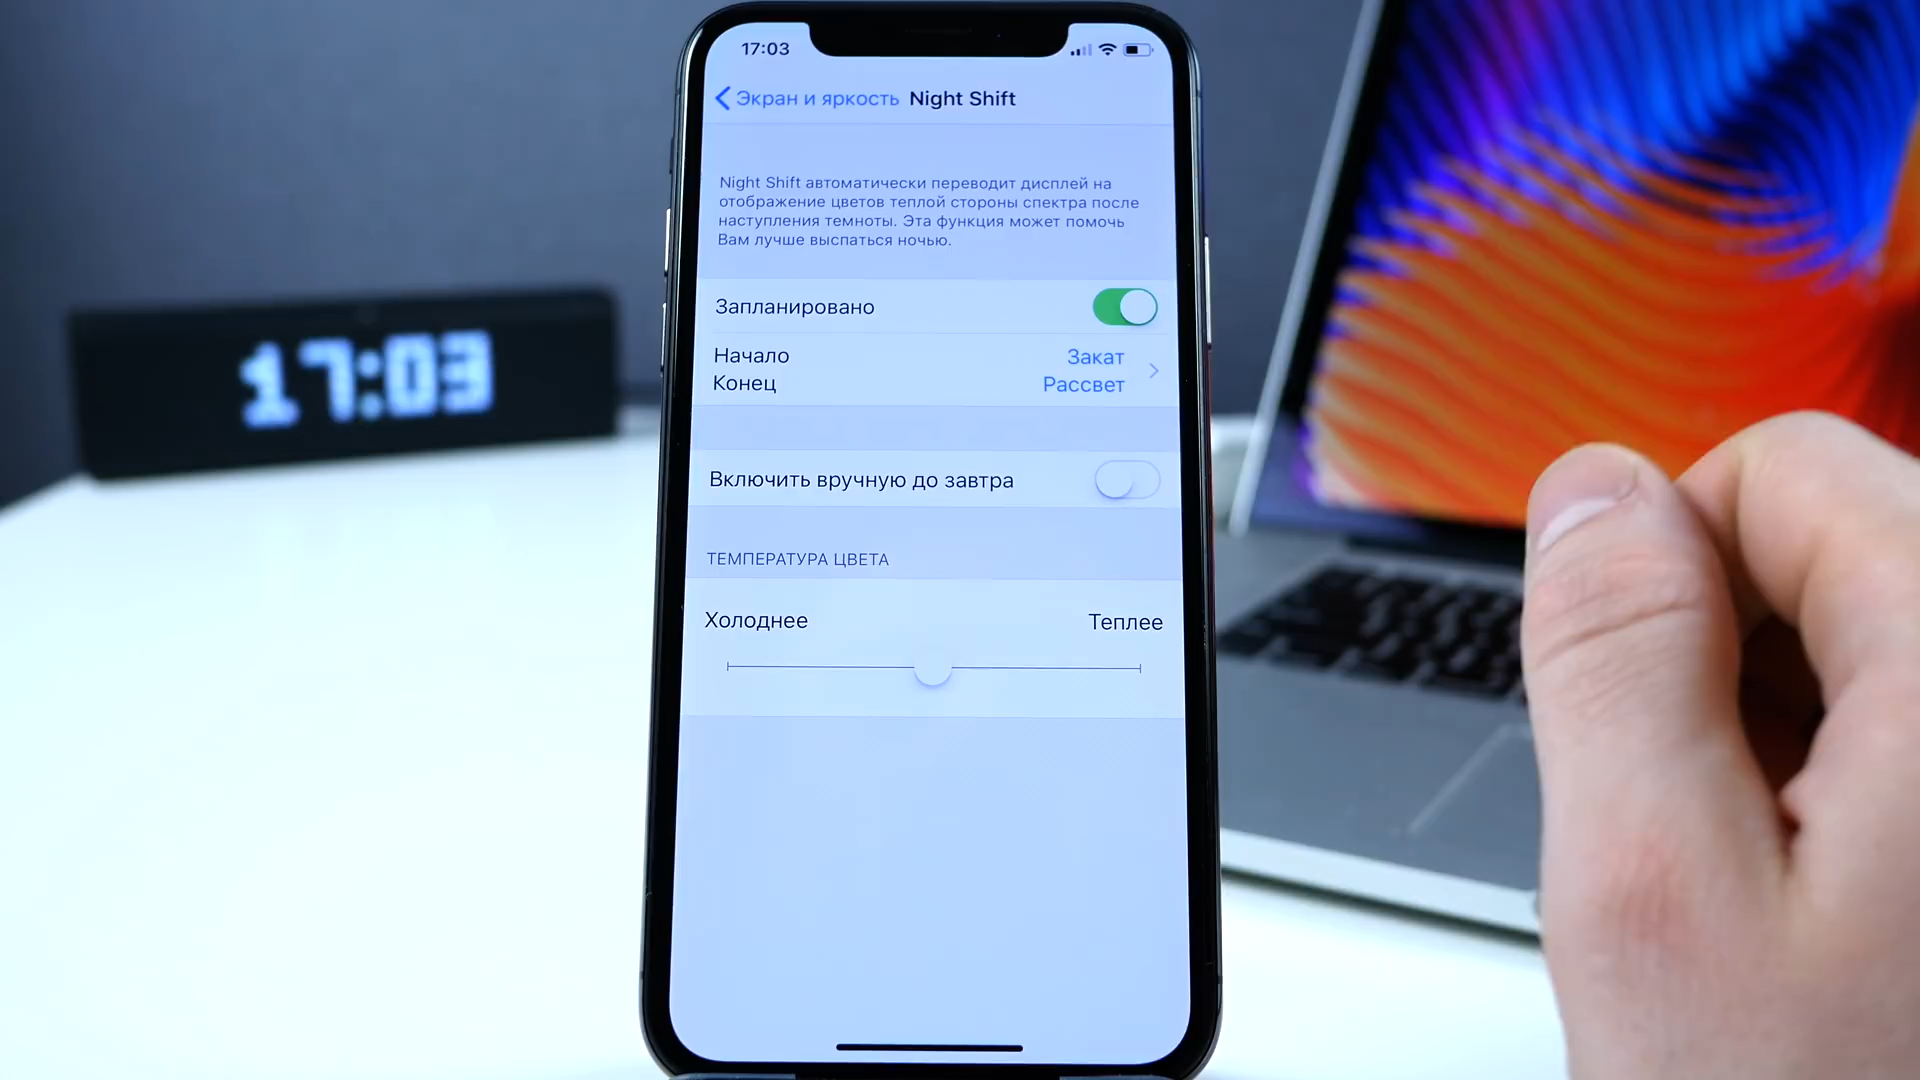 17:03
Экран и яркость Night Shift
Night Shift автоматически переводит дисплей на
отображение цветов теплой стороны спектра после
наступления темноты. Эта функция может помочь
Вам лучше выспаться ночью.
Запланировано
Начало Закат
Конец Рассвет
17:03
Включить вручную до завтра
ТЕМПЕРАТУРА ЦВЕТА
Холоднее Теплее